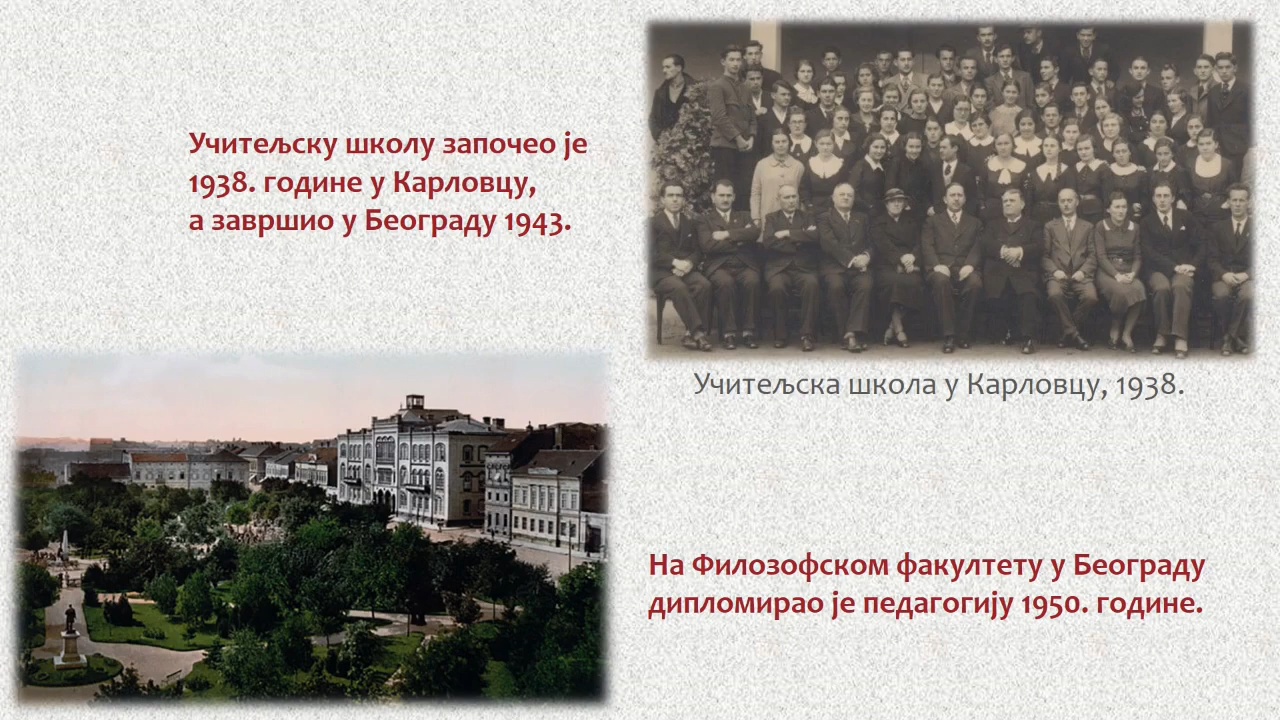 Учитељску школу започео је
1938. године у Карловцу,
а завршио у Београду 1943.
Учитељска школа у Карловцу, 1938.
На Филозофском факултету у Београду
дипломирао је педагогију 1950. године.